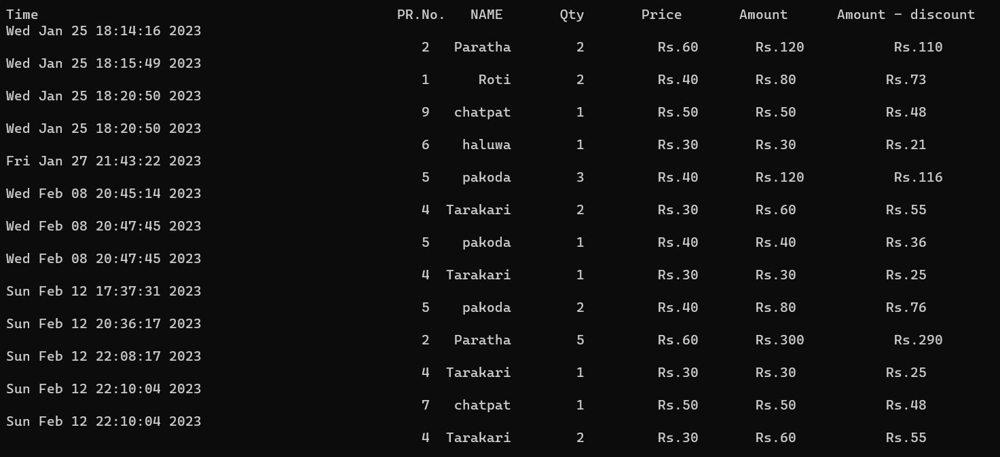 Time PR.No. NAME Qty Price Amount Amount - discount
Wed Jan 25 18:14:16 2023
2 Paratha 2 Rs.60 Rs.120 Rs.110
Wed Jan 25 18:15:49 2023
1 Roti 2 Rs.40 Rs.80 Rs.73
Wed Jan 25 18:20:50 2023
9 chatpat 1 Rs.50 Rs.50 Rs.48
Wed Jan 25 18:20:50 2023
6 haluwa 1 Rs.30 Rs.30 Rs.21
Fri Jan 27 21:43:22 2023
5 pakoda 3 Rs.40 Rs.120 Rs.116
Wed Feb 08 20:45:14 2023
4 Tarakari 2 Rs.30 Rs.60 Rs.55
Wed Feb 08 20:47:45 2023
5 pakoda 1 Rs.40 Rs.40 Rs.36
Wed Feb 08 20:47:45 2023
4 Tarakari 1 Rs.30 Rs.30 Rs.25
Sun Feb 12 17:37:31 2023
5 pakoda 2 Rs.40 Rs.80 Rs.76
Sun Feb 12 20:36:17 2023
2 Paratha 5 Rs.60 Rs.300 Rs.290
Sun Feb 12 22:08:17 2023
4 Tarakari 1 Rs.30 Rs.30 Rs.25
Sun Feb 12 22:10:04 2023
7 chatpat 1 Rs.50 Rs.50 Rs.48
Sun Feb 12 22:10:04 2023
4 Tarakari 2 Rs.30 Rs.60 Rs.55